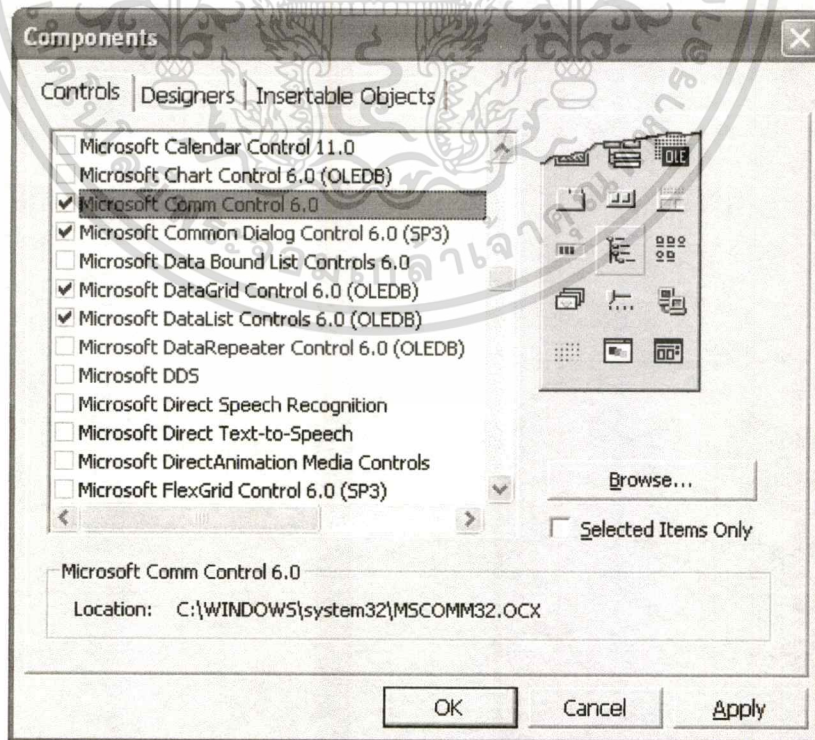 Components
Controls Designers Insertable Objects
Microsoft Calendar Control 11.0
Microsoft Chart Control 6.0 (OLEDB)
Microsoft Comm Control 6.0
Microsoft Common Dialog Control 6.0 (SP3)
Microsoft Data Bound List Controls 6.0
Microsoft DataGrid Control 6.0 (OLEDB)
Microsoft DataList Controls 6.0 (OLEDB)
Microsoft DataRepeater Control 6.0 (OLEDB)
Microsoft DDS
Microsoft Direct Speech Recognition
Microsoft Direct Text-to-Speech
Microsoft DirectAnimation Media Controls
Microsoft FlexGrid Control 6.0 (SP3)
OLE
Browse...
Selected Items Only
Microsoft Comm Control 6.0
Location: C:\WINDOWS\system32\MSCOMM32.OCX
OK Cancel Apply